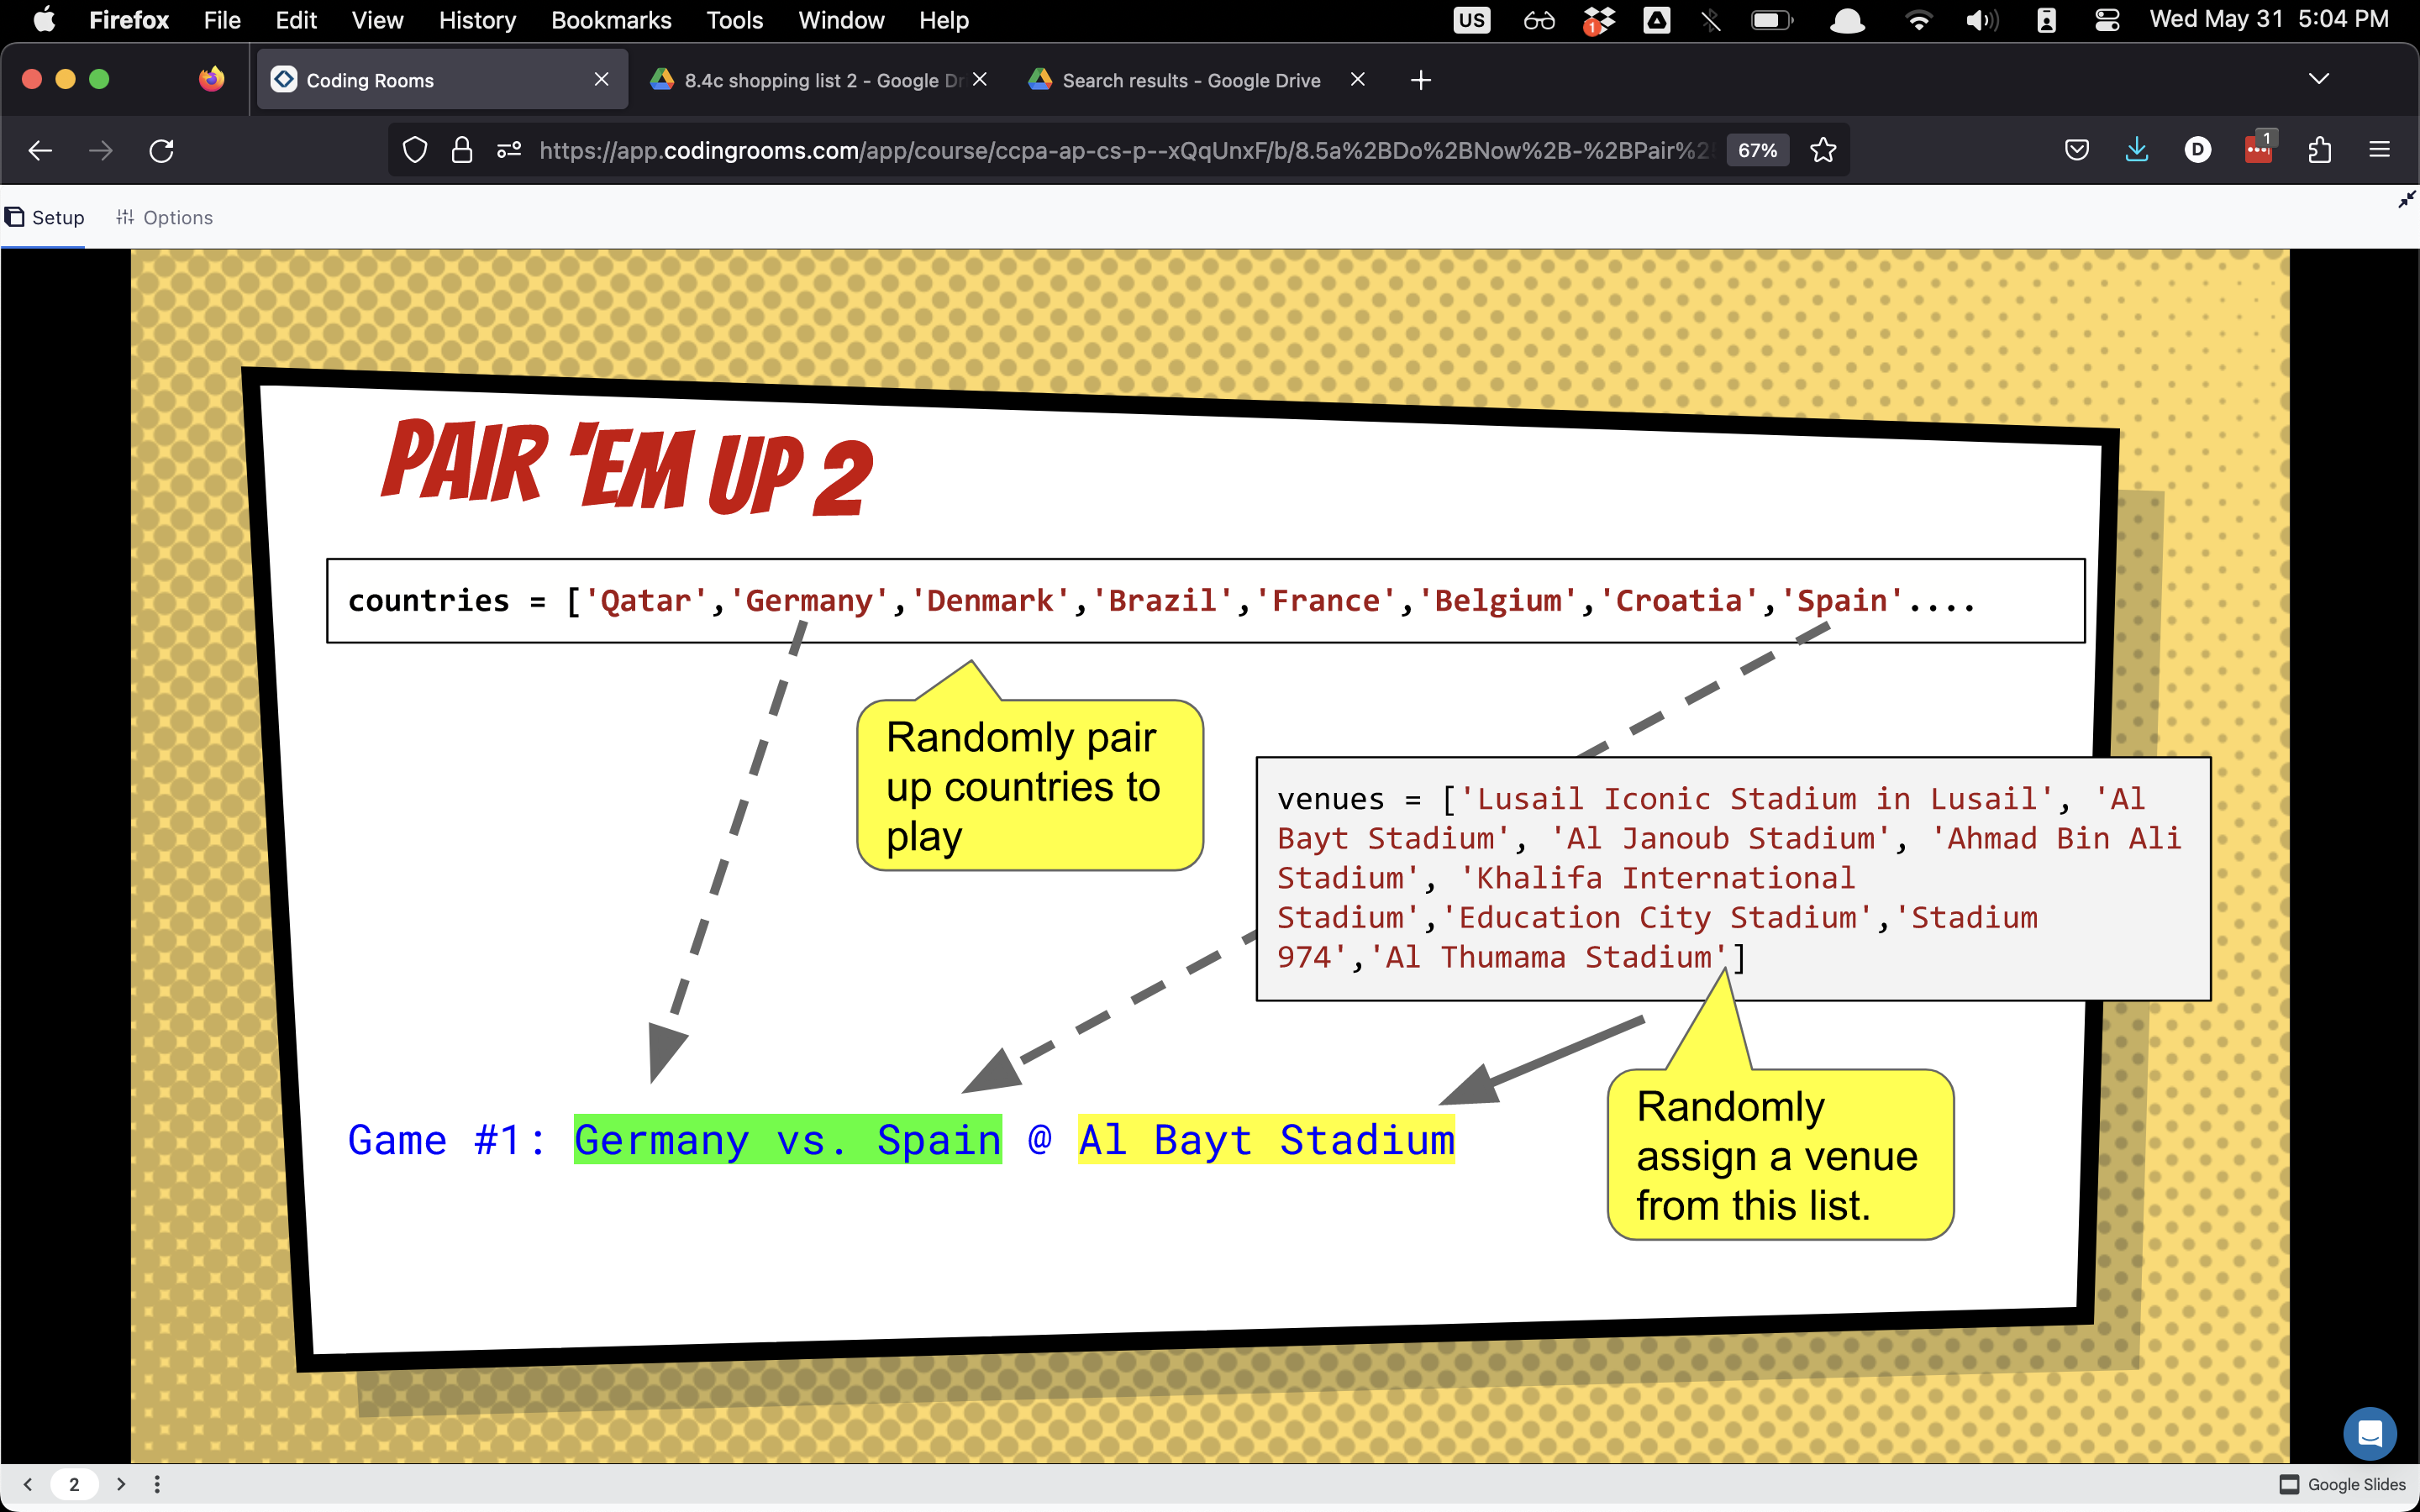 Firefox File Edit View History Bookmarks Tools Window Help US 1 Wed May 31 5:04 PM
Coding Rooms 8.4c shopping list 2 - Google Dr Search results - Google Drive
https://app.codingrooms.com/app/course/ccpa-ap-cs-p--xQqUnxF/b/8.5a%2BDo%2BNow%2B-%2BPair%2 67% D 1
Setup Options
PAIR 'EM UP 2
countries = ['Qatar','Germany','Denmark','Brazil','France','Belgium','Croatia','Spain'....
Randomly pair
up countries to
play
venues = ['Lusail Iconic Stadium in Lusail', 'Al
Bayt Stadium', 'Al Janoub Stadium', 'Ahmad Bin Ali
Stadium', 'Khalifa International
Stadium','Education City Stadium','Stadium
974','Al Thumama Stadium']
Game #1: Germany vs. Spain @ Al Bayt Stadium
Randomly
assign a venue
from this list.
2 Google Slides